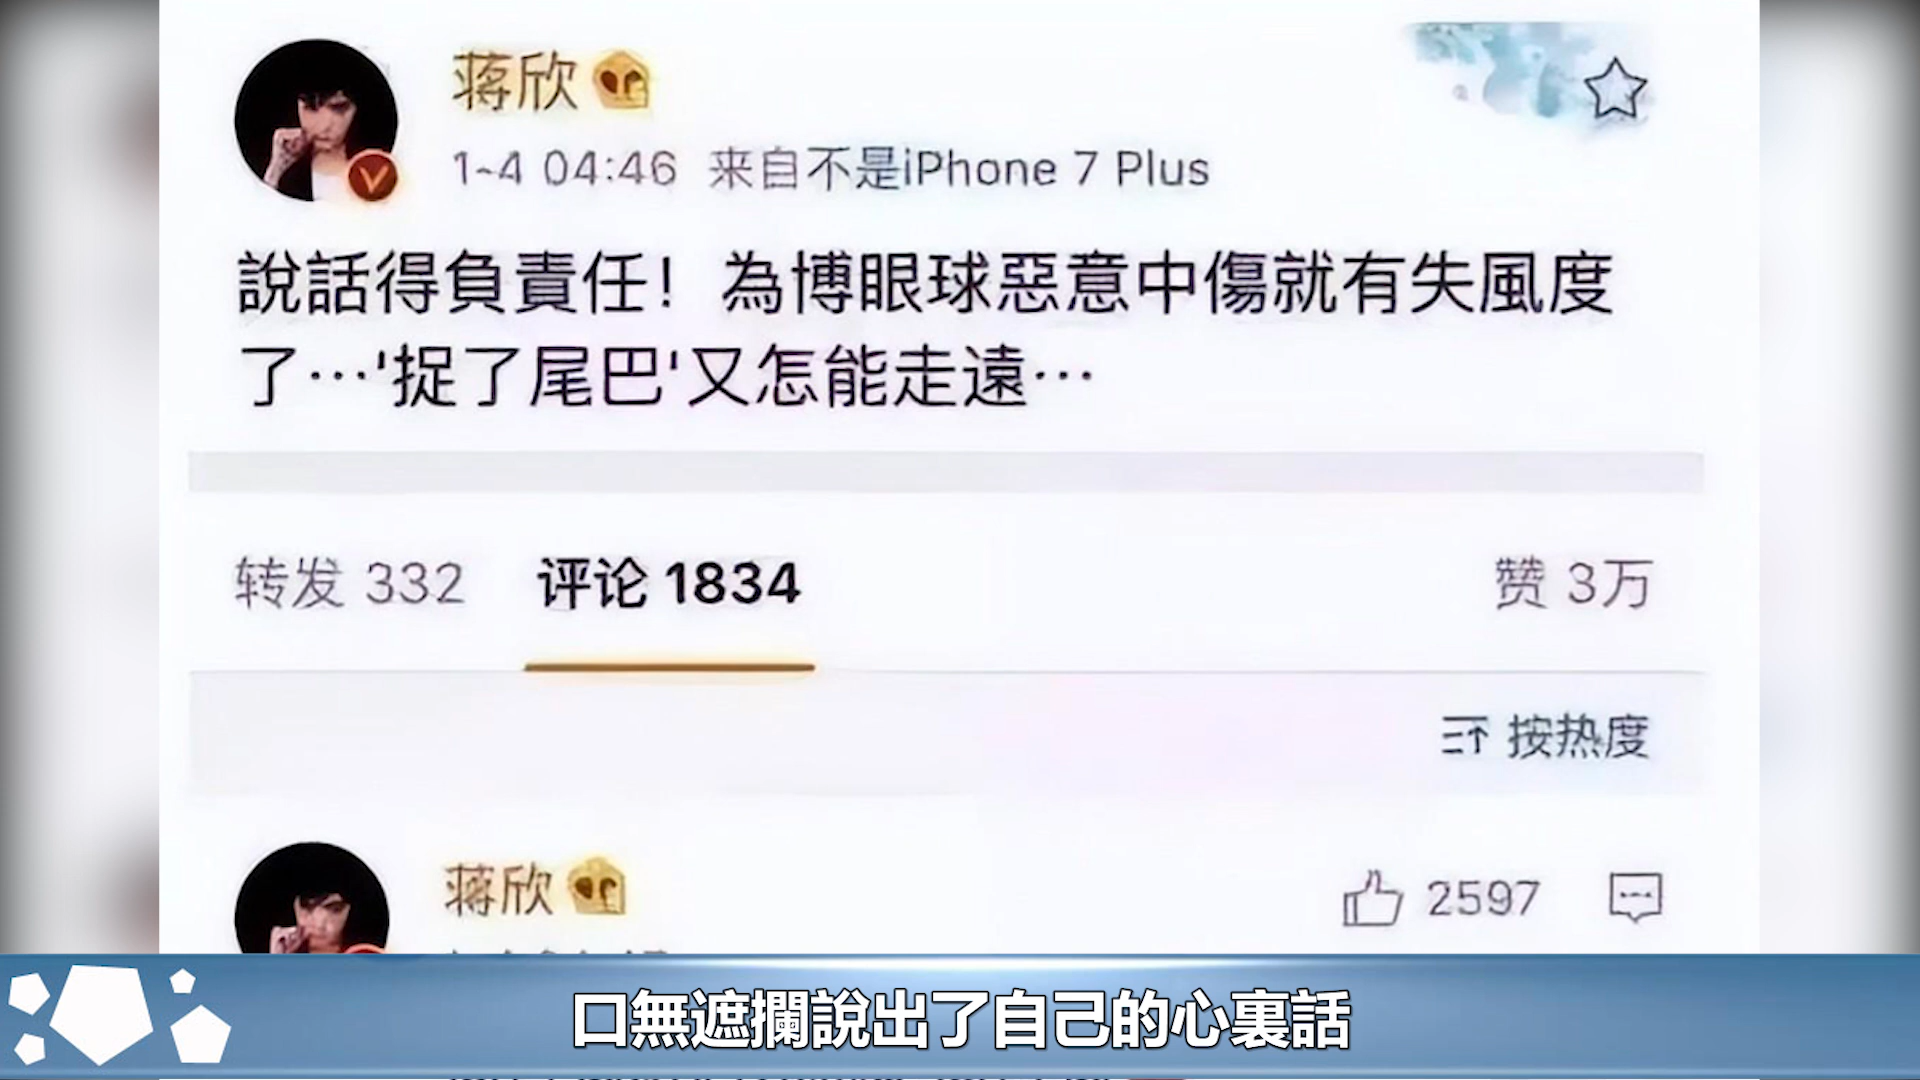 蒋欣
1-4 04:46 来自不是iPhone 7 Plus
說話得負責任！為博眼球惡意中傷就有失風度
了…'捉了尾巴'又怎能走遠…
转发 332 评论 1834 赞 3万
按热度
蒋欣 2597
口無遮攔說出了自己的心裏話